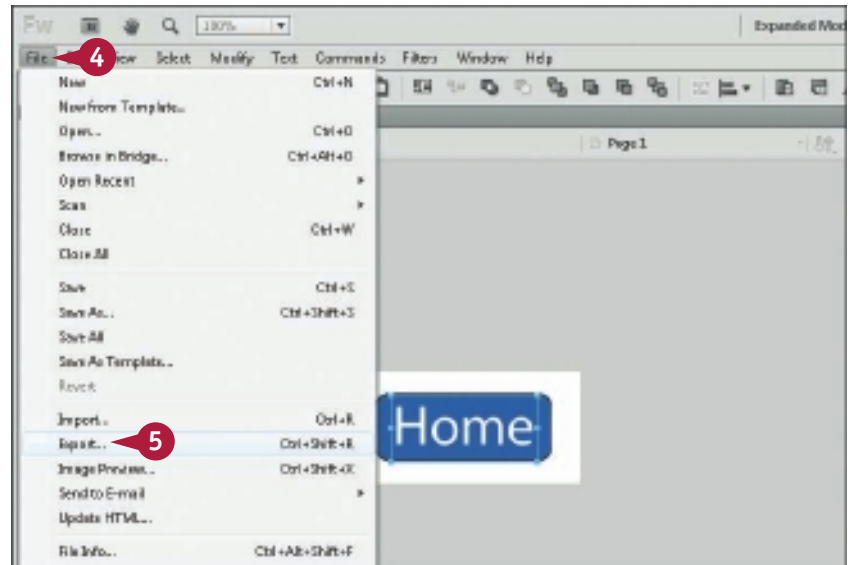 Fw 100% Expanded Mod
File 4 iew Select Modify Text Commands Filters Window Help
New Ctrl+N
New from Template...
Open... Ctrl+O
Browse in Bridge... Ctrl+Alt+O
Page 1
Open Recent
Scan
Close Ctrl+W
Close All
Save Ctrl+S
Save As... Ctrl+Shift+S
Save All
Save As Template...
Revert
Import... Ctrl+R
Home
Export... 5 Ctrl+Shift+R
Image Preview... Ctrl+Shift+X
Send to E-mail
Update HTML...
File Info... Ctrl+Alt+Shift+F